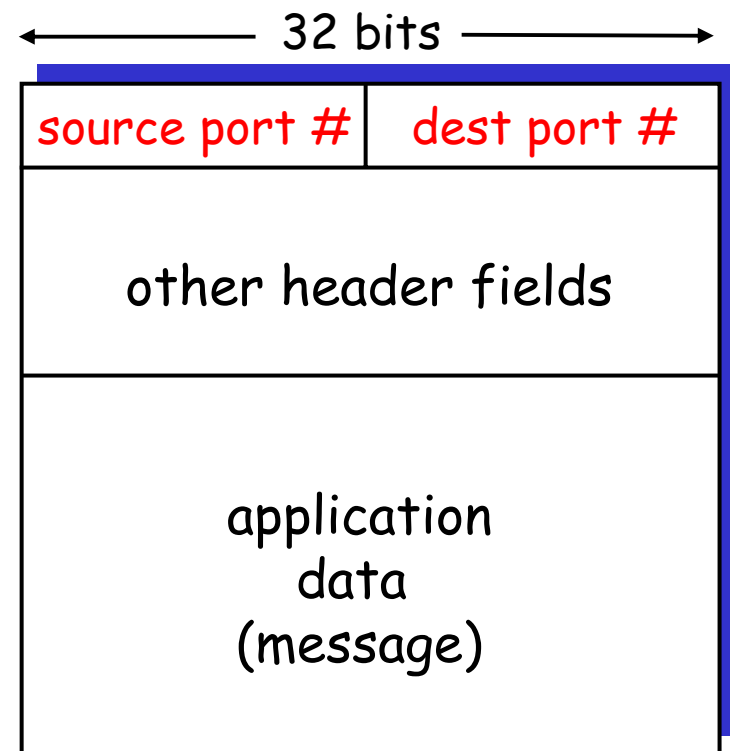 32 bits
source port # dest port #
other header fields
application
data
(message)